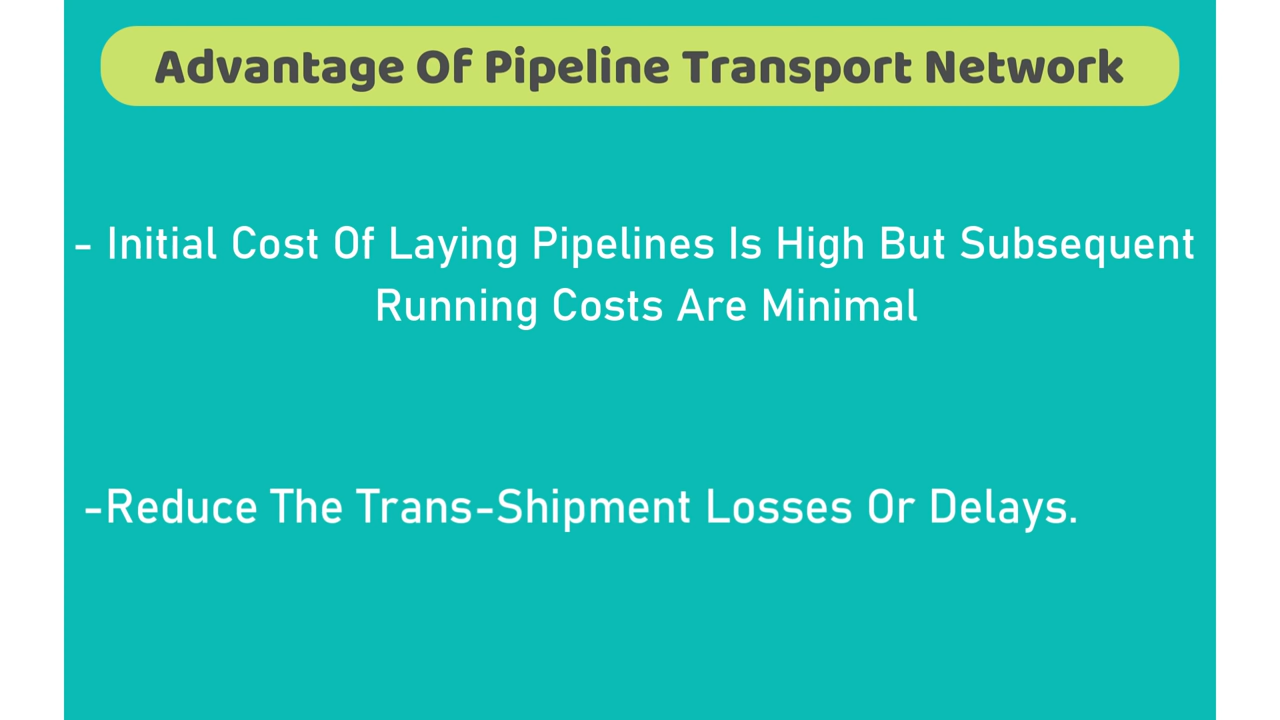 Advantage Of Pipeline Transport Network
- Initial Cost Of Laying Pipelines Is High But Subsequent
Running Costs Are Minimal
-Reduce The Trans-Shipment Losses Or Delays.